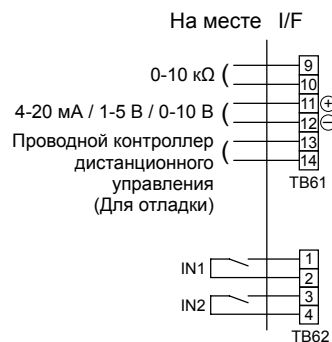 На месте I/F
0-10 кΩ
9
10
4-20 мА / 1-5 В / 0-10 В
11 +
12 −
Проводной контроллер
дистанционного
управления
(Для отладки)
13
14
TB61
IN1
1
2
IN2
3
4
TB62